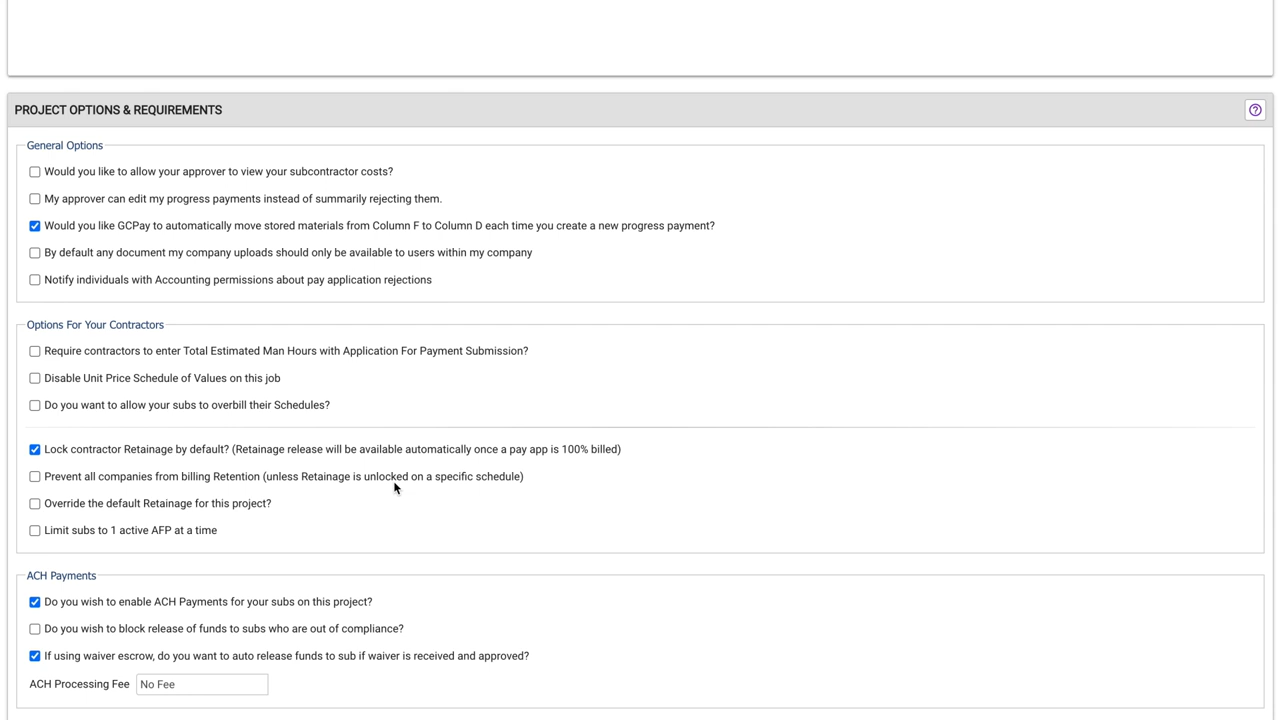 PROJECT OPTIONS & REQUIREMENTS
General Options
Would you like to allow your approver to view your subcontractor costs?
My approver can edit my progress payments instead of summarily rejecting them.
Would you like GCPay to automatically move stored materials from Column F to Column D each time you create a new progress payment?
By default any document my company uploads should only be available to users within my company
Notify individuals with Accounting permissions about pay application rejections
Options For Your Contractors
Require contractors to enter Total Estimated Man Hours with Application For Payment Submission?
Disable Unit Price Schedule of Values on this job
Do you want to allow your subs to overbill their Schedules?
Lock contractor Retainage by default? (Retainage release will be available automatically once a pay app is 100% billed)
Prevent all companies from billing Retention (unless Retainage is unlocked on a specific schedule)
Override the default Retainage for this project?
Limit subs to 1 active AFP at a time
ACH Payments
Do you wish to enable ACH Payments for your subs on this project?
Do you wish to block release of funds to subs who are out of compliance?
If using waiver escrow, do you want to auto release funds to sub if waiver is received and approved?
ACH Processing Fee No Fee